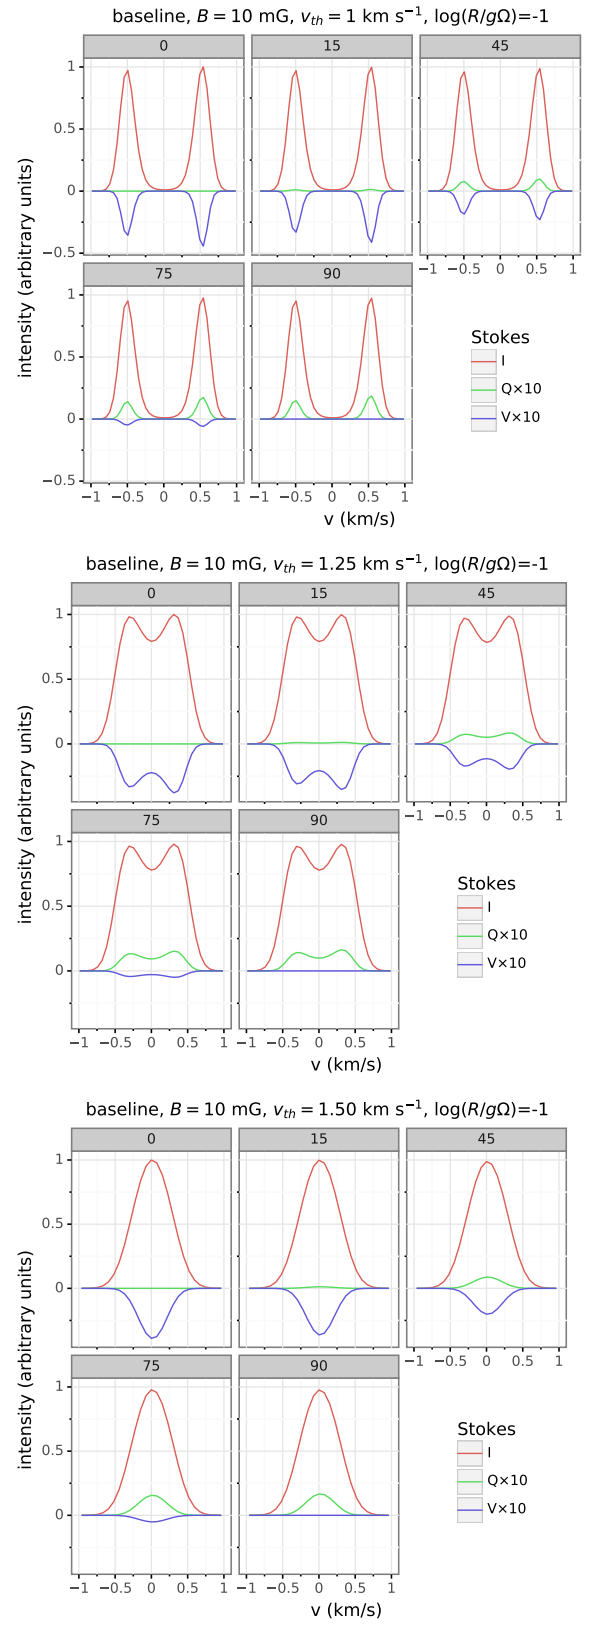 baseline, B = 10 mG, v_th = 1 km s⁻¹, log(R/gΩ)=-1
0 15 45
1
0.5
0
−0.5
−1 −0.5 0 0.5 1
75 90
1
0.5
0
−0.5
−1 −0.5 0 0.5 1 −1 −0.5 0 0.5 1
v (km/s)
intensity (arbitrary units)
Stokes
I
Q×10
V×10
baseline, B = 10 mG, v_th = 1.25 km s⁻¹, log(R/gΩ)=-1
0 15 45
1
0.5
0
−1 −0.5 0 0.5 1
75 90
1
0.5
0
−1 −0.5 0 0.5 1 −1 −0.5 0 0.5 1
v (km/s)
intensity (arbitrary units)
Stokes
I
Q×10
V×10
baseline, B = 10 mG, v_th = 1.50 km s⁻¹, log(R/gΩ)=-1
0 15 45
1
0.5
0
−1 −0.5 0 0.5 1
75 90
1
0.5
0
−1 −0.5 0 0.5 1 −1 −0.5 0 0.5 1
v (km/s)
intensity (arbitrary units)
Stokes
I
Q×10
V×10